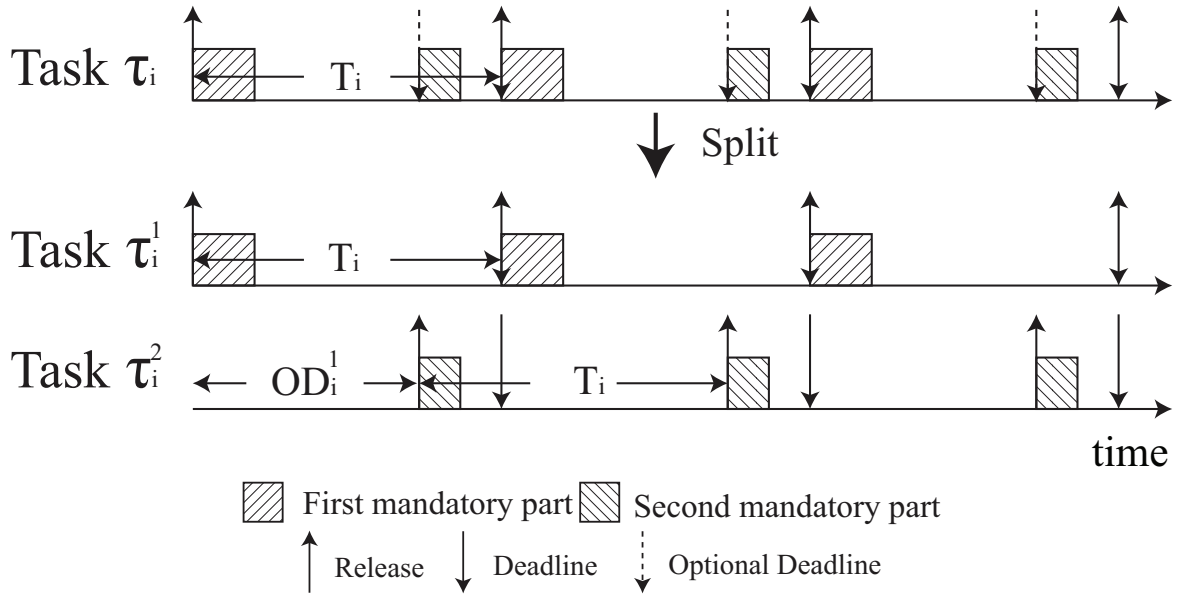 Task τi
Ti
Split
Task τi1
Ti
Task τi2
ODi1
Ti
time
First mandatory part
Second mandatory part
Release
Deadline
Optional Deadline